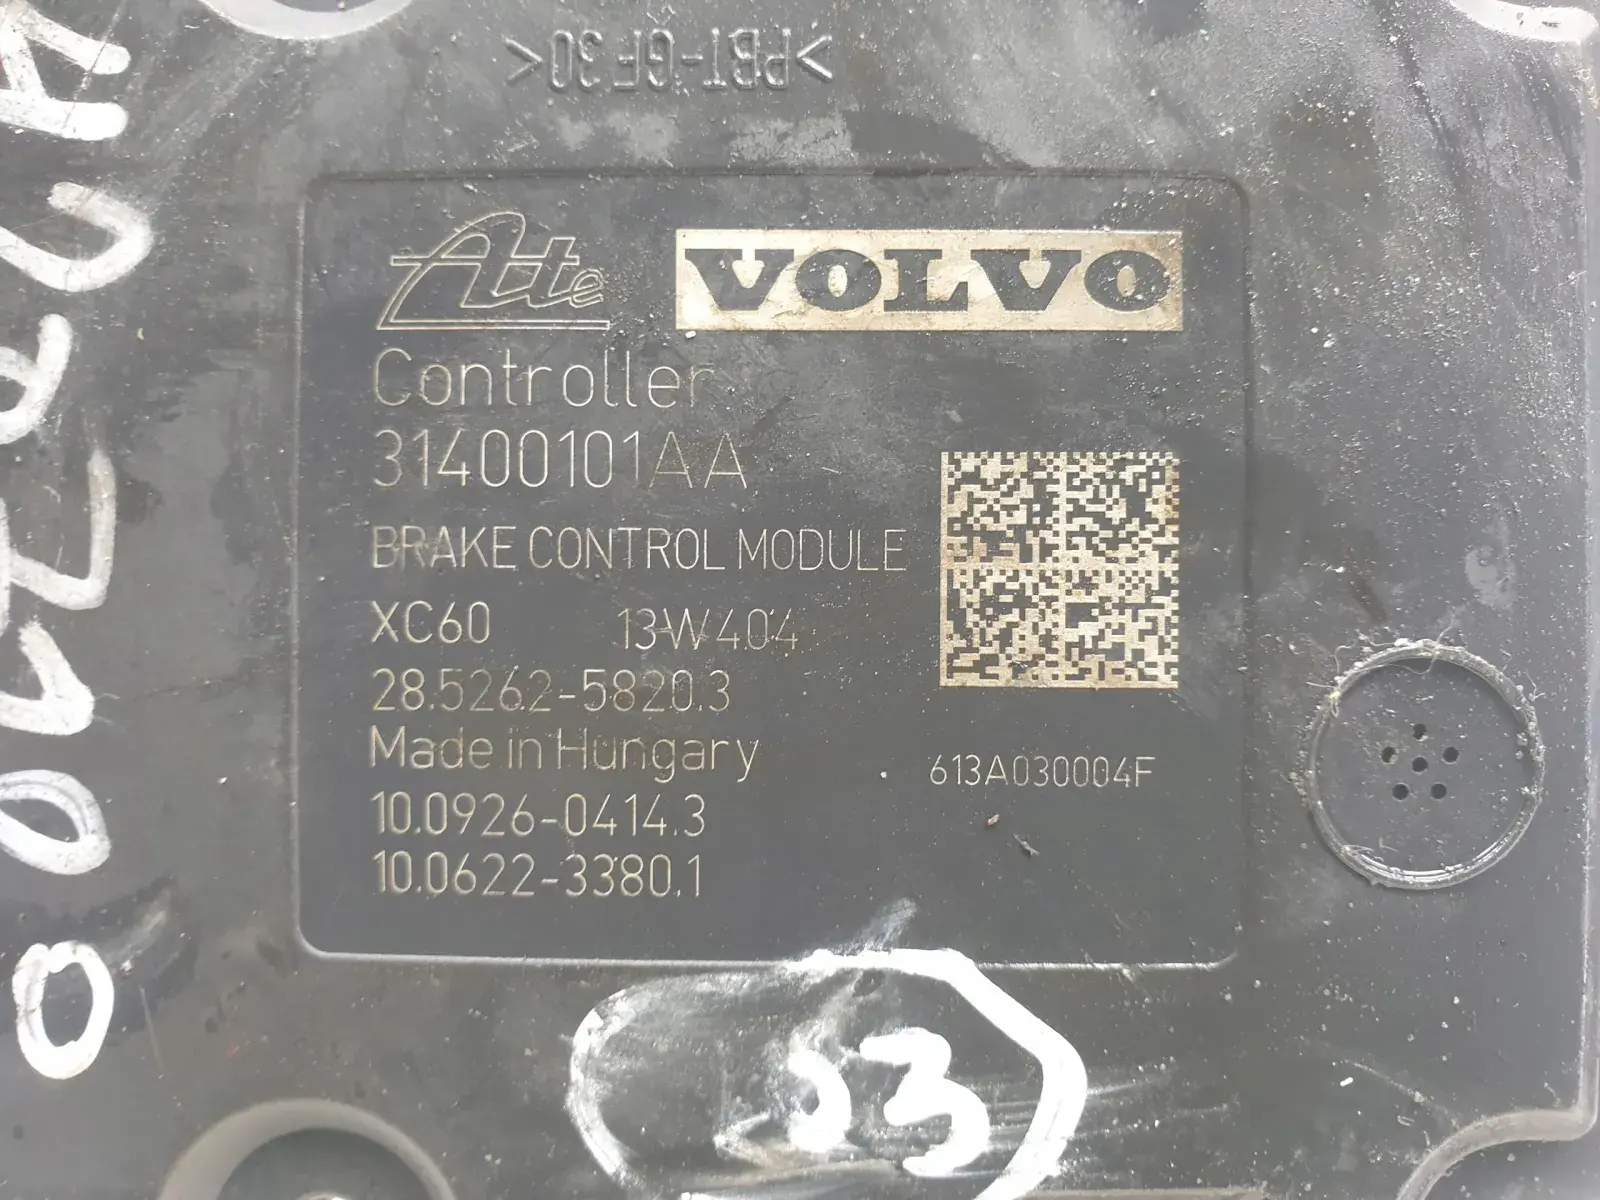 >PBT-GF30<
Ate VOLVO
Controller
31400101AA
BRAKE CONTROL MODULE
XC60 13W404
28.5262-5820.3
Made in Hungary
613A030004F
10.0926-0414.3
10.0622-3380.1